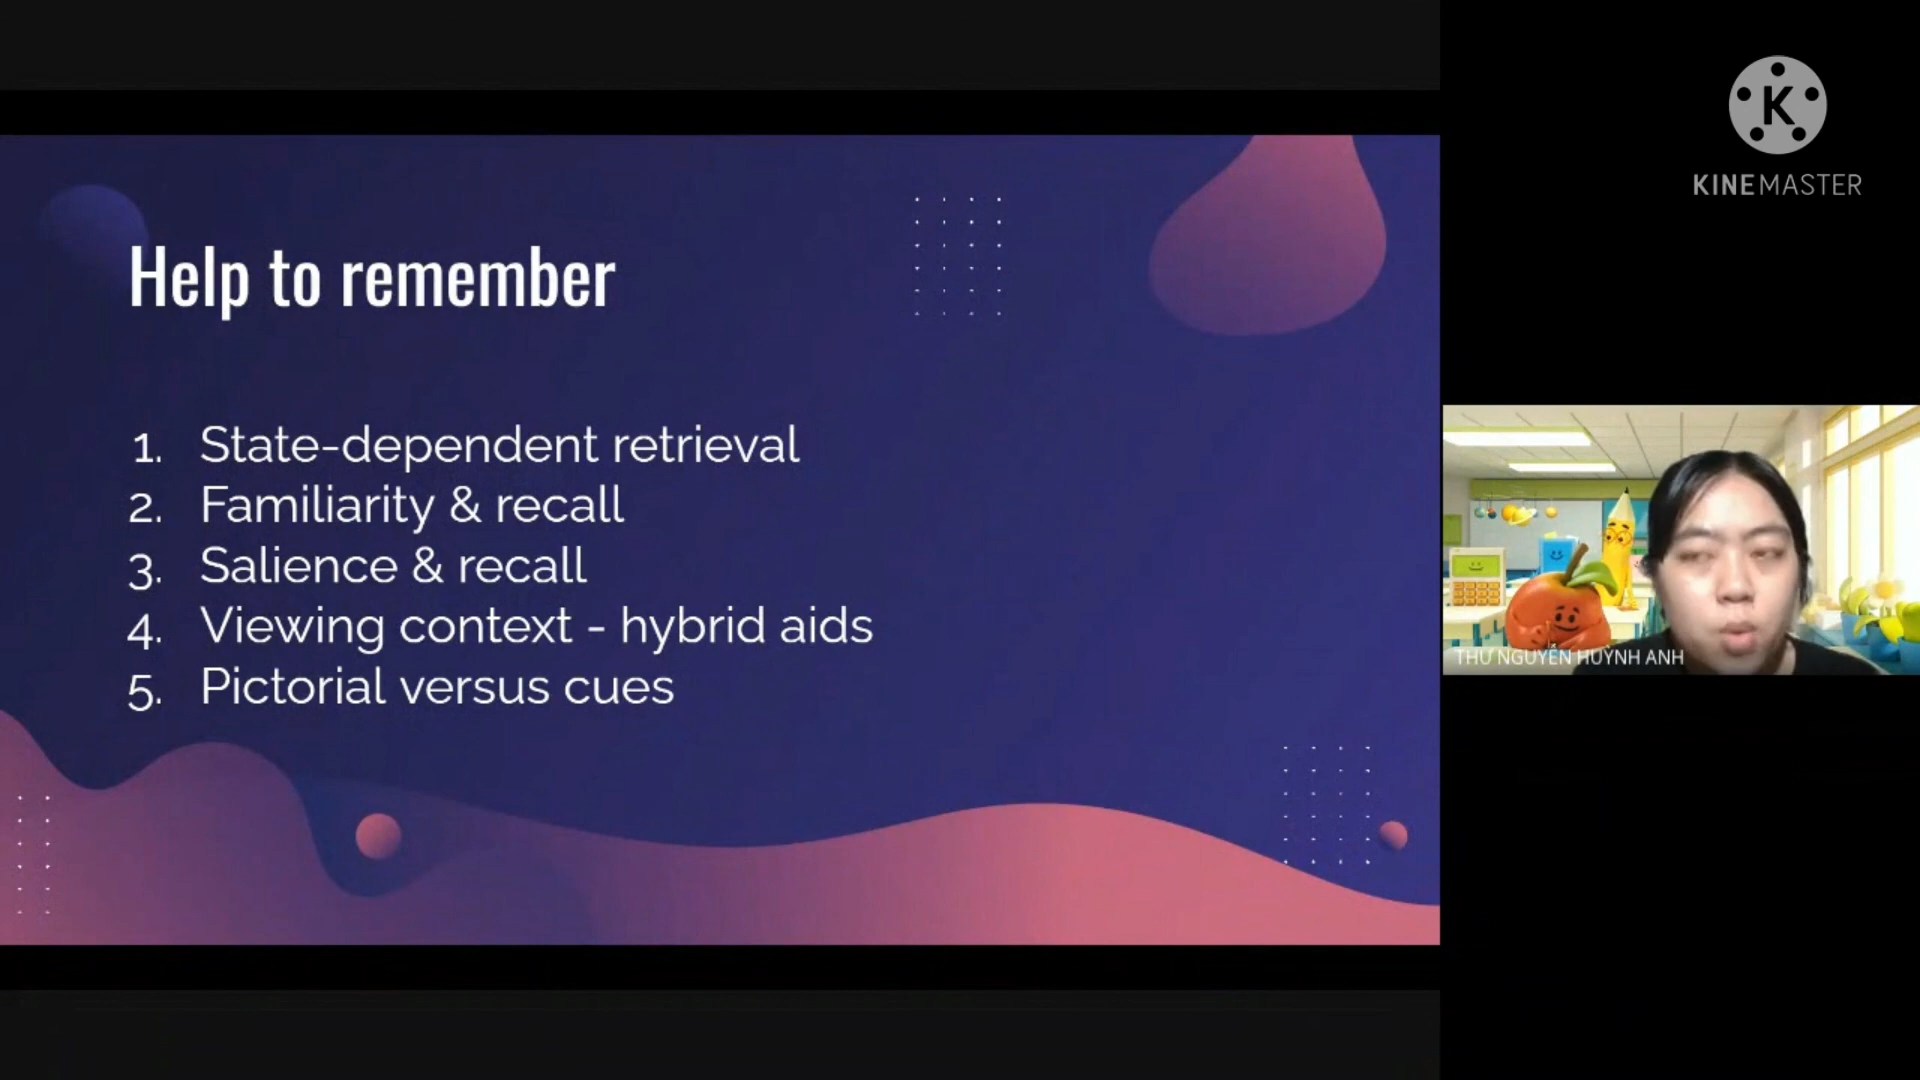 Help to remember
1. State-dependent retrieval
2. Familiarity & recall
3. Salience & recall
4. Viewing context - hybrid aids
5. Pictorial versus cues
K
KINEMASTER
THƯ NGUYỄN HUỲNH ANH